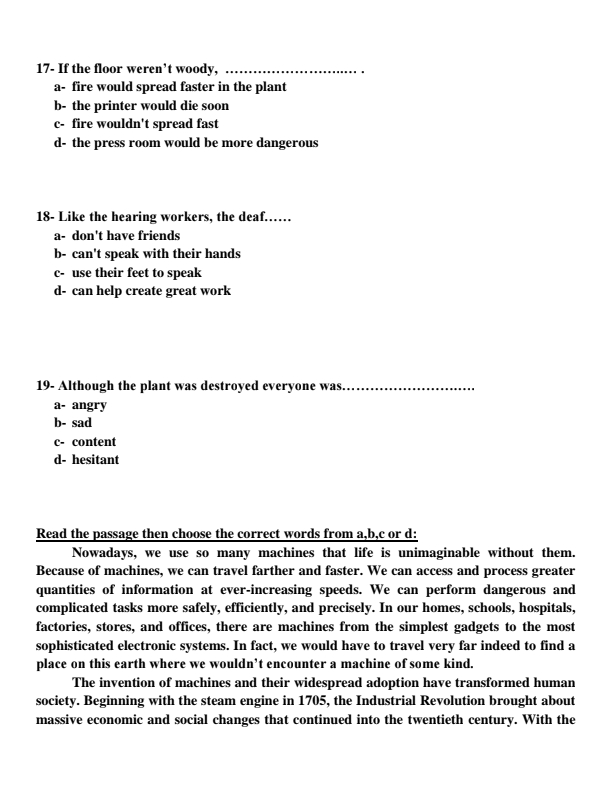 17- If the floor weren’t woody, ……………………..… .
a- fire would spread faster in the plant
b- the printer would die soon
c- fire wouldn't spread fast
d- the press room would be more dangerous
18- Like the hearing workers, the deaf……
a- don't have friends
b- can't speak with their hands
c- use their feet to speak
d- can help create great work
19- Although the plant was destroyed everyone was…………………….….
a- angry
b- sad
c- content
d- hesitant
Read the passage then choose the correct words from a,b,c or d:
Nowadays, we use so many machines that life is unimaginable without them.
Because of machines, we can travel farther and faster. We can access and process greater
quantities of information at ever-increasing speeds. We can perform dangerous and
complicated tasks more safely, efficiently, and precisely. In our homes, schools, hospitals,
factories, stores, and offices, there are machines from the simplest gadgets to the most
sophisticated electronic systems. In fact, we would have to travel very far indeed to find a
place on this earth where we wouldn’t encounter a machine of some kind.
The invention of machines and their widespread adoption have transformed human
society. Beginning with the steam engine in 1705, the Industrial Revolution brought about
massive economic and social changes that continued into the twentieth century. With the